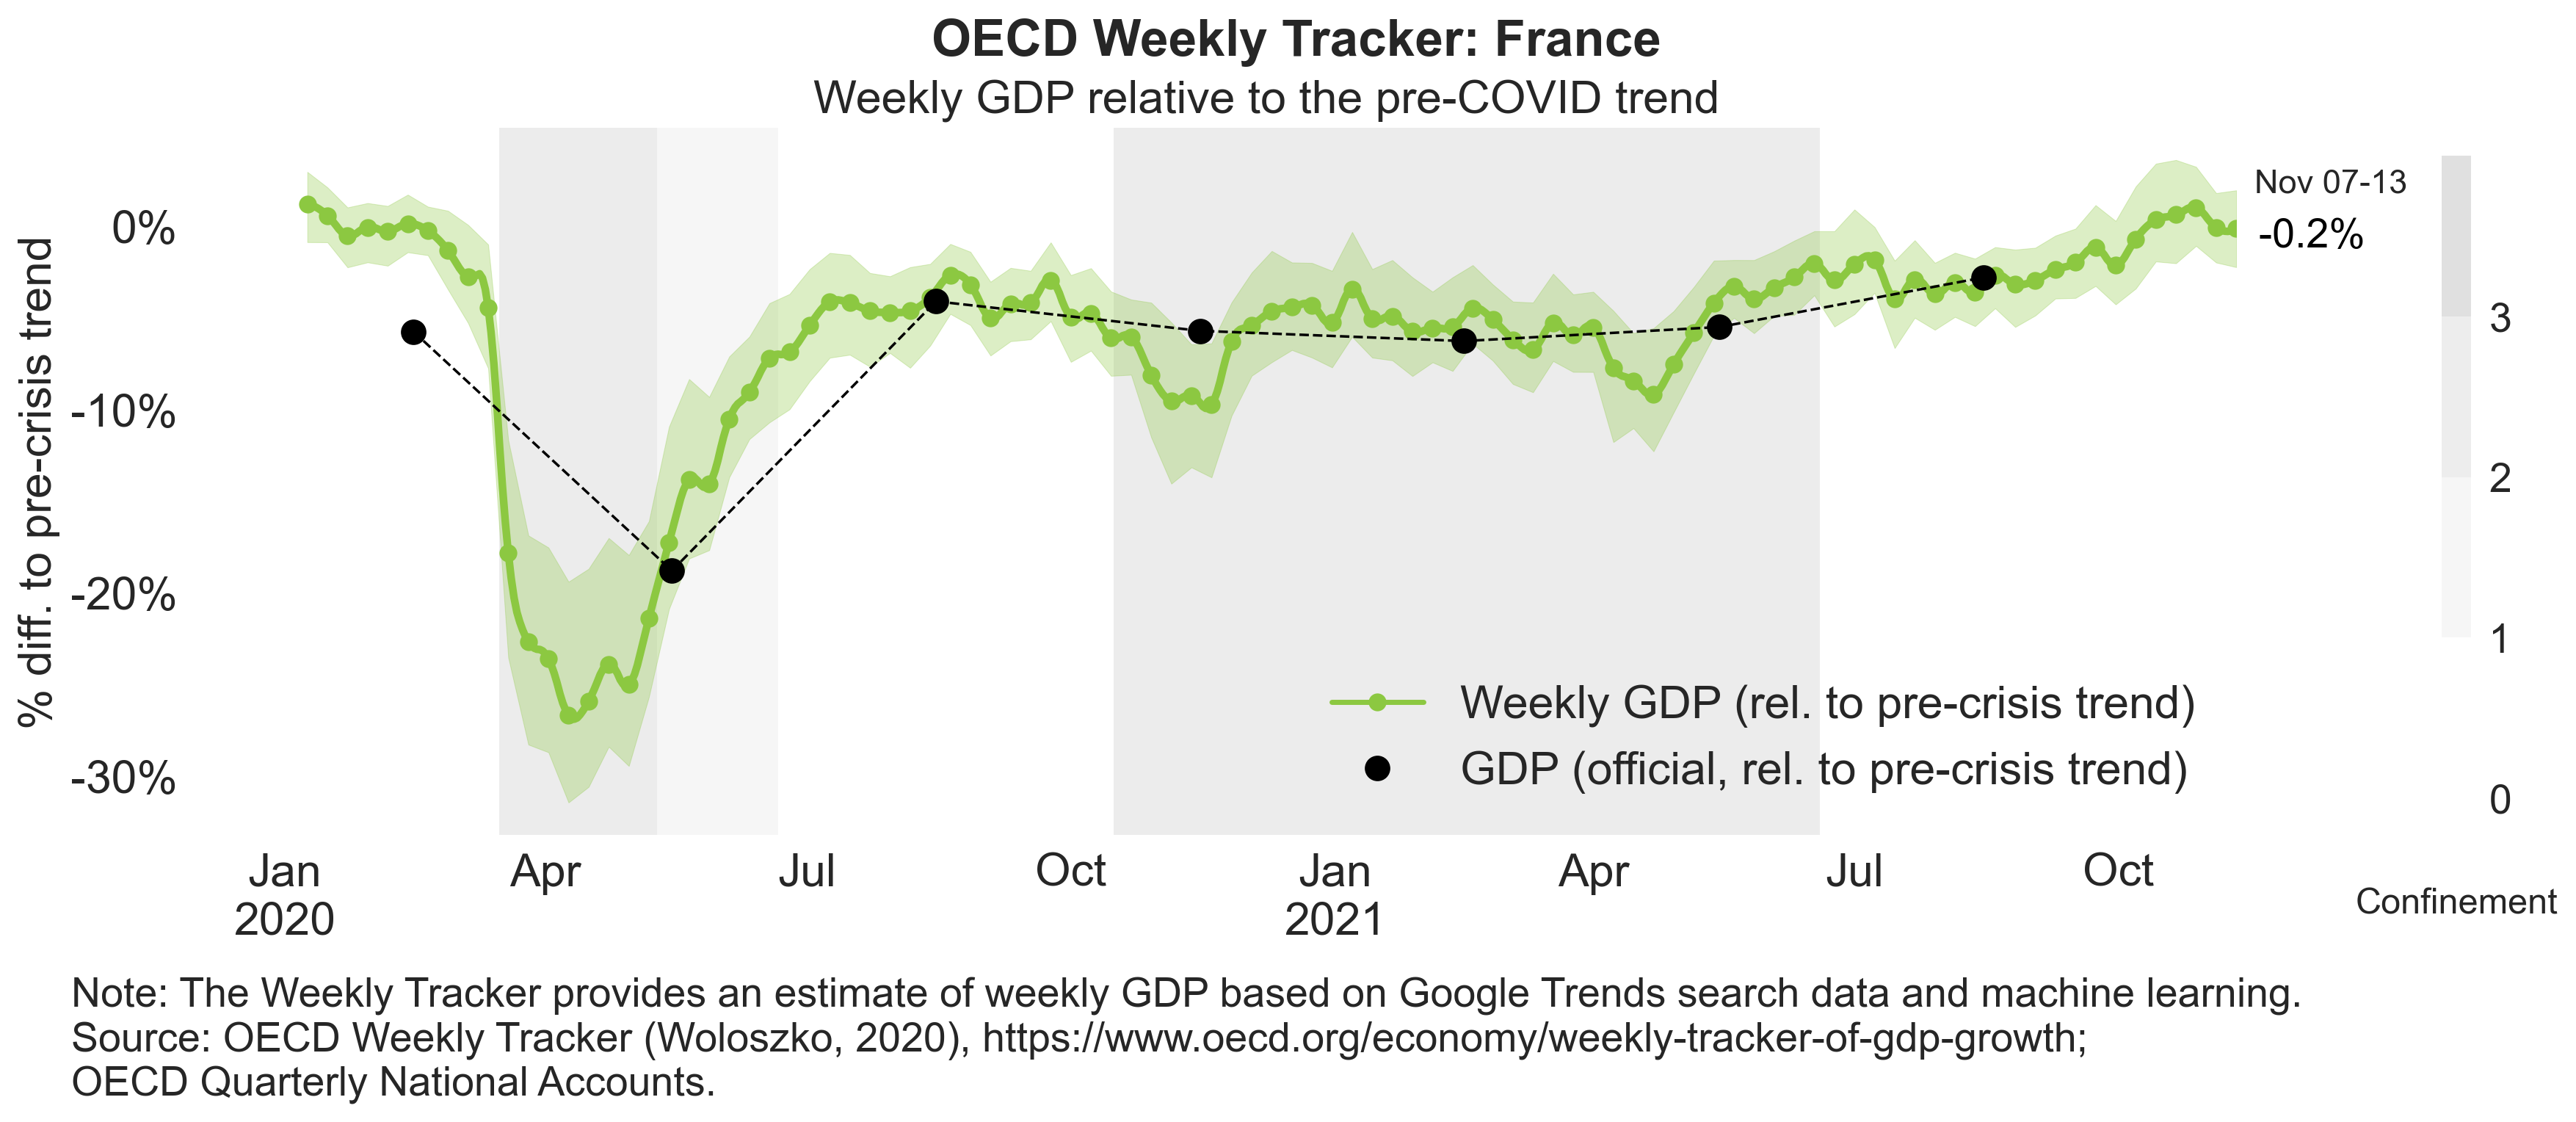 OECD Weekly Tracker: France
Weekly GDP relative to the pre-COVID trend
% diff. to pre-crisis trend
0%
-10%
-20%
-30%
Nov 07-13
-0.2%
3
2
1
0
Weekly GDP (rel. to pre-crisis trend)
GDP (official, rel. to pre-crisis trend)
Jan Apr Jul Oct Jan Apr Jul Oct
2020 2021
Confinement
Note: The Weekly Tracker provides an estimate of weekly GDP based on Google Trends search data and machine learning.
Source: OECD Weekly Tracker (Woloszko, 2020), https://www.oecd.org/economy/weekly-tracker-of-gdp-growth;
OECD Quarterly National Accounts.